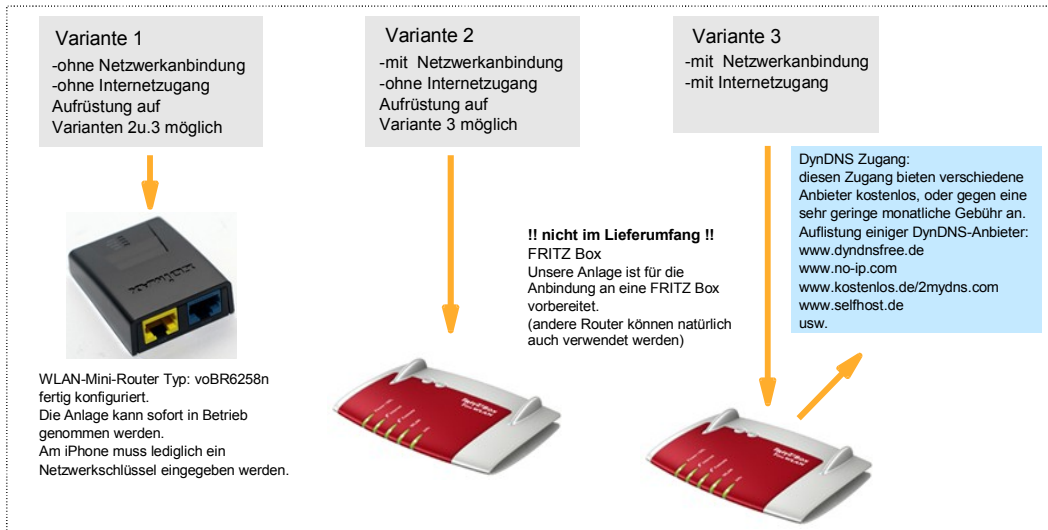 Variante 1
-ohne Netzwerkanbindung
-ohne Internetzugang
Aufrüstung auf
Varianten 2u.3 möglich
Variante 2
-mit Netzwerkanbindung
-ohne Internetzugang
Aufrüstung auf
Variante 3 möglich
Variante 3
-mit Netzwerkanbindung
-mit Internetzugang
DynDNS Zugang:
diesen Zugang bieten verschiedene
Anbieter kostenlos, oder gegen eine
sehr geringe monatliche Gebühr an.
Auflistung einiger DynDNS-Anbieter:
www.dyndnsfree.de
www.no-ip.com
www.kostenlos.de/2mydns.com
www.selfhost.de
usw.
!! nicht im Lieferumfang !!
FRITZ Box
Unsere Anlage ist für die
Anbindung an eine FRITZ Box
vorbereitet.
(andere Router können natürlich
auch verwendet werden)
WLAN-Mini-Router Typ: voBR6258n
fertig konfiguriert.
Die Anlage kann sofort in Betrieb
genommen werden.
Am iPhone muss lediglich ein
Netzwerkschlüssel eingegeben werden.